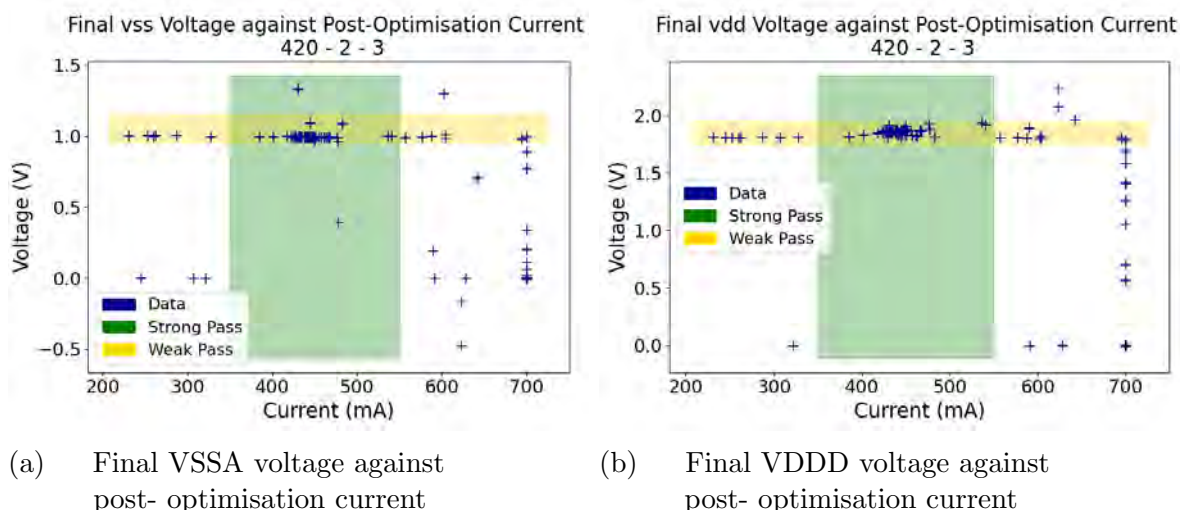 Final vss Voltage against Post-Optimisation Current
420 - 2 - 3
1.5
1.0
0.5
0.0
−0.5
Voltage (V)
Data
Strong Pass
Weak Pass
200 300 400 500 600 700
Current (mA)
Final vdd Voltage against Post-Optimisation Current
420 - 2 - 3
2.0
1.5
1.0
0.5
0.0
Voltage (V)
Data
Strong Pass
Weak Pass
200 300 400 500 600 700
Current (mA)
(a) Final VSSA voltage against
post- optimisation current
(b) Final VDDD voltage against
post- optimisation current